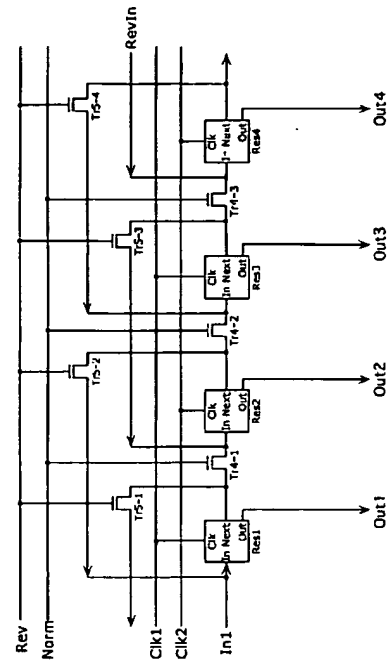 Rev
Norm
Tr5-1
Tr5-2
Tr5-3
Tr5-4
RevIn
Clk1
Clk2
In1
Clk
In Next
Out
Res1
Tr4-1
Clk
In Next
Out
Res2
Tr4-2
Clk
In Next
Out
Res3
Tr4-3
Clk
I- Next
Out
Res4
Out1
Out2
Out3
Out4